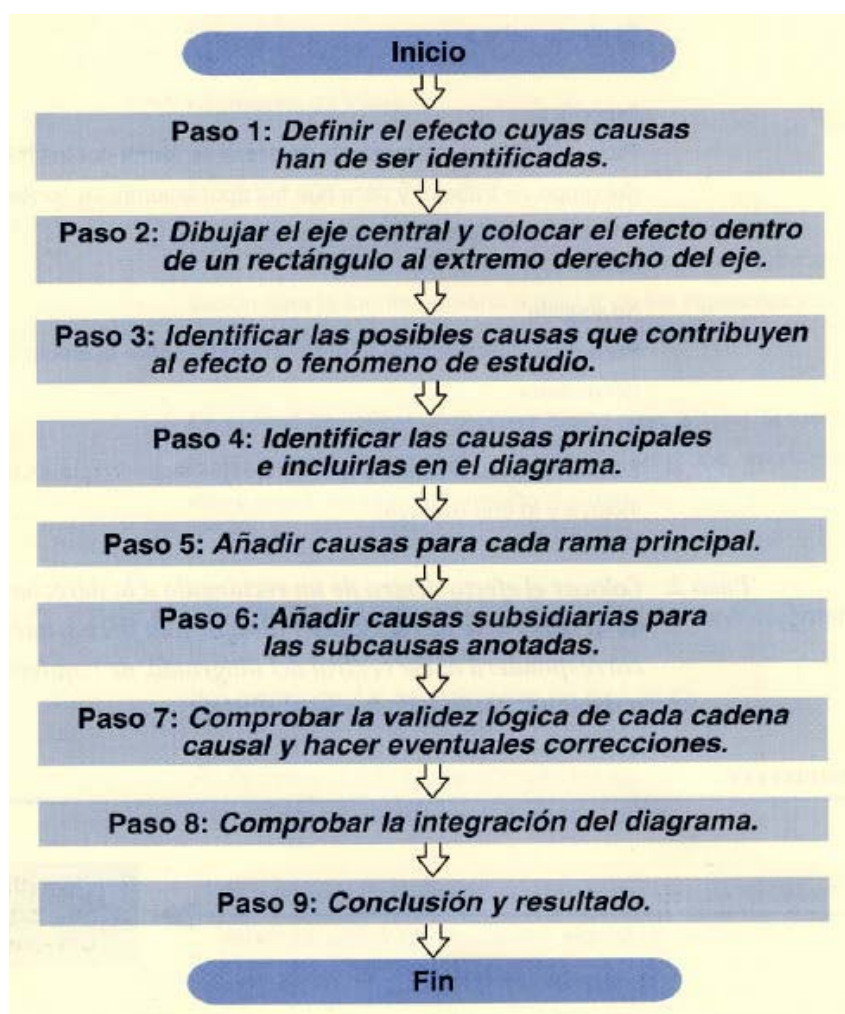 Inicio
Paso 1: Definir el efecto cuyas causas
han de ser identificadas.
Paso 2: Dibujar el eje central y colocar el efecto dentro
de un rectángulo al extremo derecho del eje.
Paso 3: Identificar las posibles causas que contribuyen
al efecto o fenómeno de estudio.
Paso 4: Identificar las causas principales
e incluirlas en el diagrama.
Paso 5: Añadir causas para cada rama principal.
Paso 6: Añadir causas subsidiarias para
las subcausas anotadas.
Paso 7: Comprobar la validez lógica de cada cadena
causal y hacer eventuales correcciones.
Paso 8: Comprobar la integración del diagrama.
Paso 9: Conclusión y resultado.
Fin